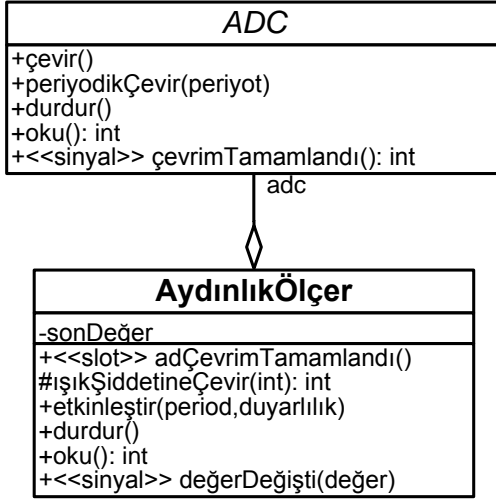 ADC
+çevir()
+periyodikÇevir(periyot)
+durdur()
+oku(): int
+<<sinyal>> çevrimTamamlandı(): int
adc
AydınlıkÖlçer
-sonDeğer
+<<slot>> adÇevrimTamamlandı()
#ışıkŞiddetineÇevir(int): int
+etkinleştir(period,duyarlılık)
+durdur()
+oku(): int
+<<sinyal>> değerDeğişti(değer)